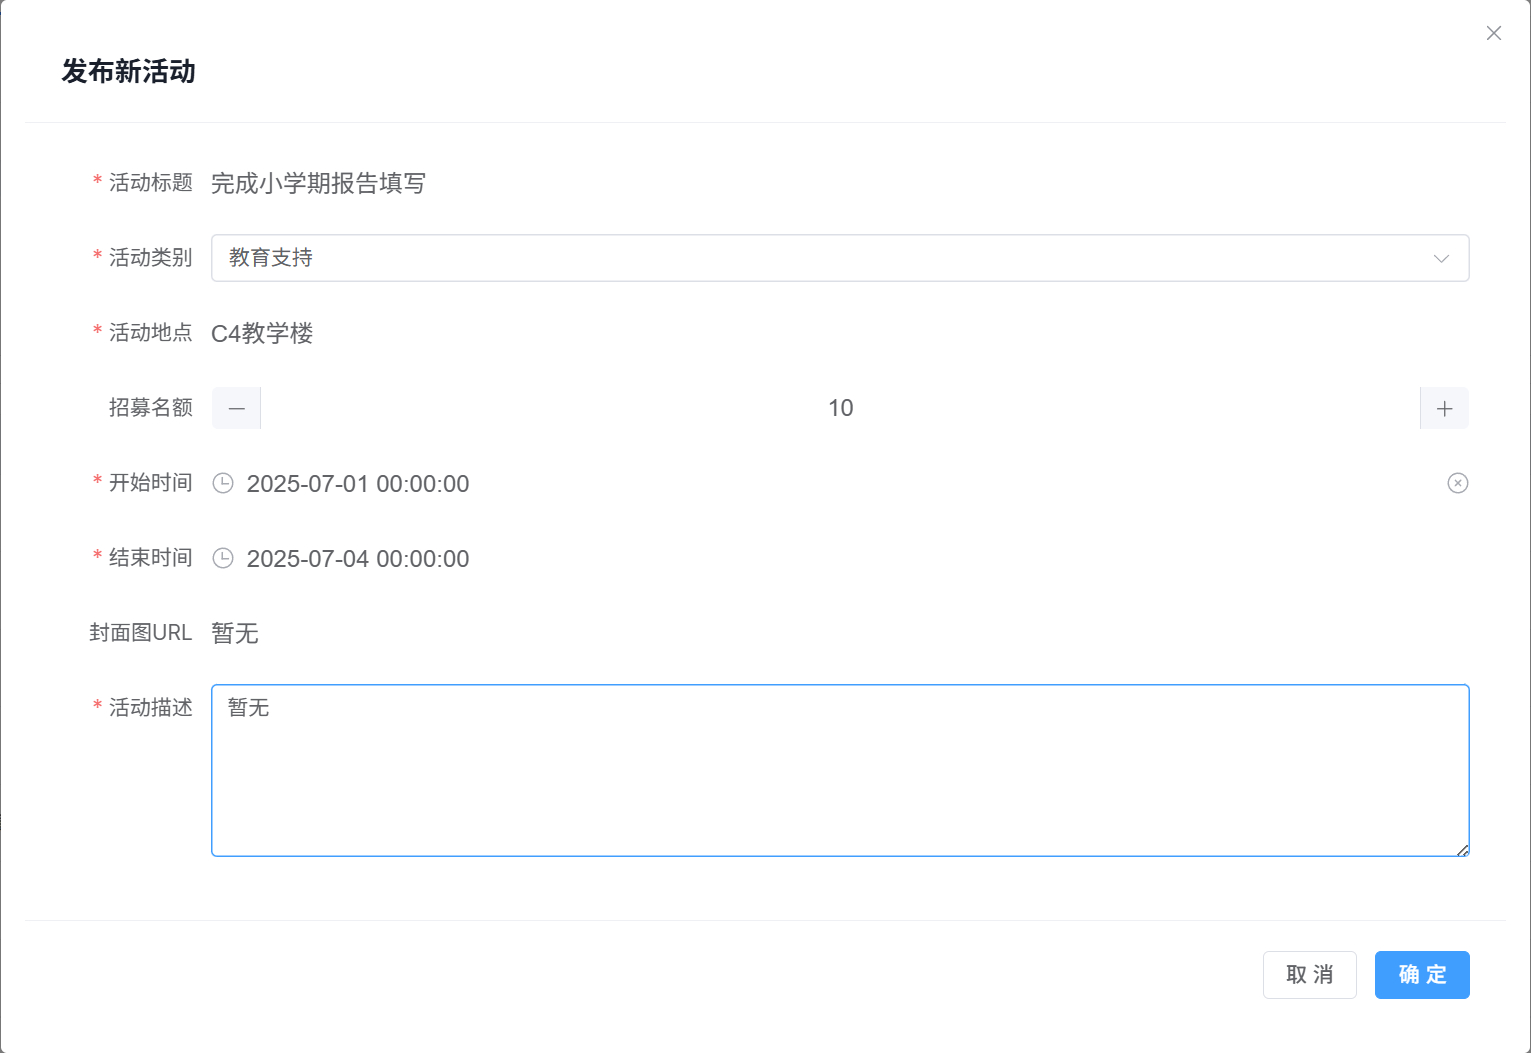 发布新活动
* 活动标题 完成小学期报告填写
* 活动类别 教育支持
* 活动地点 C4教学楼
招募名额 10
* 开始时间 2025-07-01 00:00:00
* 结束时间 2025-07-04 00:00:00
封面图URL 暂无
* 活动描述 暂无
取消 确定